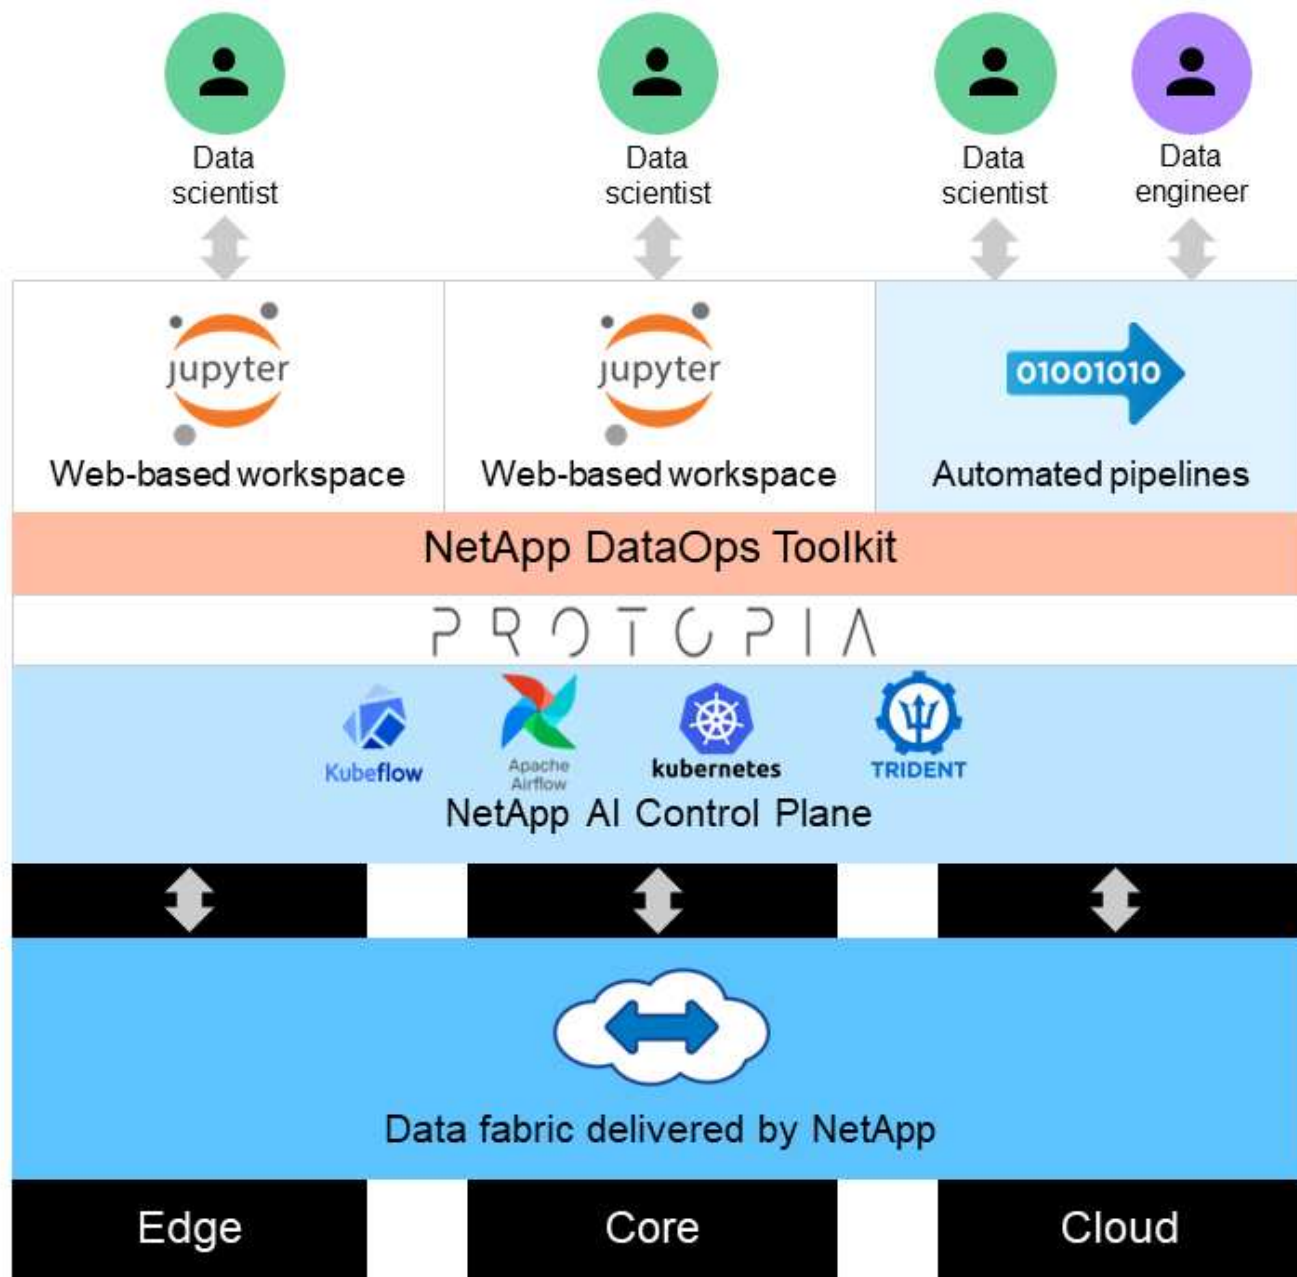 Data
scientist
Data
scientist
Data
scientist
Data
engineer
jupyter
Web-based workspace
jupyter
Web-based workspace
01001010
Automated pipelines
NetApp DataOps Toolkit
PROTOPIA
Kubeflow
Apache
Airflow
kubernetes
TRIDENT
NetApp AI Control Plane
Data fabric delivered by NetApp
Edge
Core
Cloud